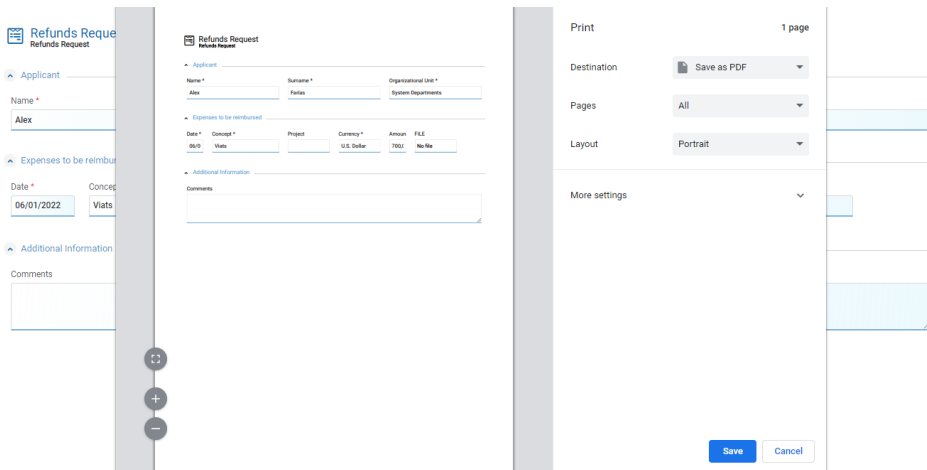 Refunds Reque
Refunds Request
Applicant
Name *
Alex
Expenses to be reimbur
Date *
Concep
06/01/2022
Viats
Additional Information
Comments
Refunds Request
Refunds Request
Applicant
Name *
Surname *
Organizational Unit *
Alex
Farias
System Departments
Expenses to be reimbursed
Date *
Concept *
Project
Currency *
Amoun
FILE
06/0
Viats
U.S. Dollar
700,(
No file
Additional Information
Comments
Print
1 page
Destination
Save as PDF
Pages
All
Layout
Portrait
More settings
Save
Cancel